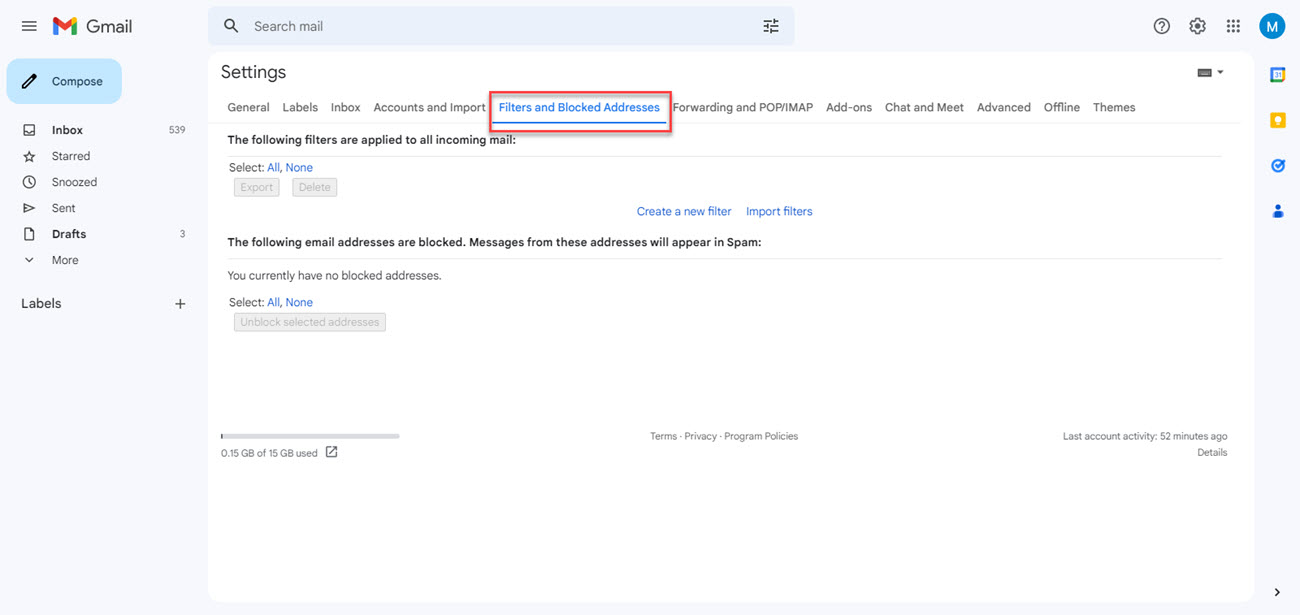 Gmail
Search mail
M
Compose
Inbox 539
Starred
Snoozed
Sent
Drafts 3
More
Labels
Settings
General Labels Inbox Accounts and Import Filters and Blocked Addresses Forwarding and POP/IMAP Add-ons Chat and Meet Advanced Offline Themes
The following filters are applied to all incoming mail:
Select: All, None
Export Delete
Create a new filter Import filters
The following email addresses are blocked. Messages from these addresses will appear in Spam:
You currently have no blocked addresses.
Select: All, None
Unblock selected addresses
0.15 GB of 15 GB used
Terms · Privacy · Program Policies
Last account activity: 52 minutes ago
Details
31